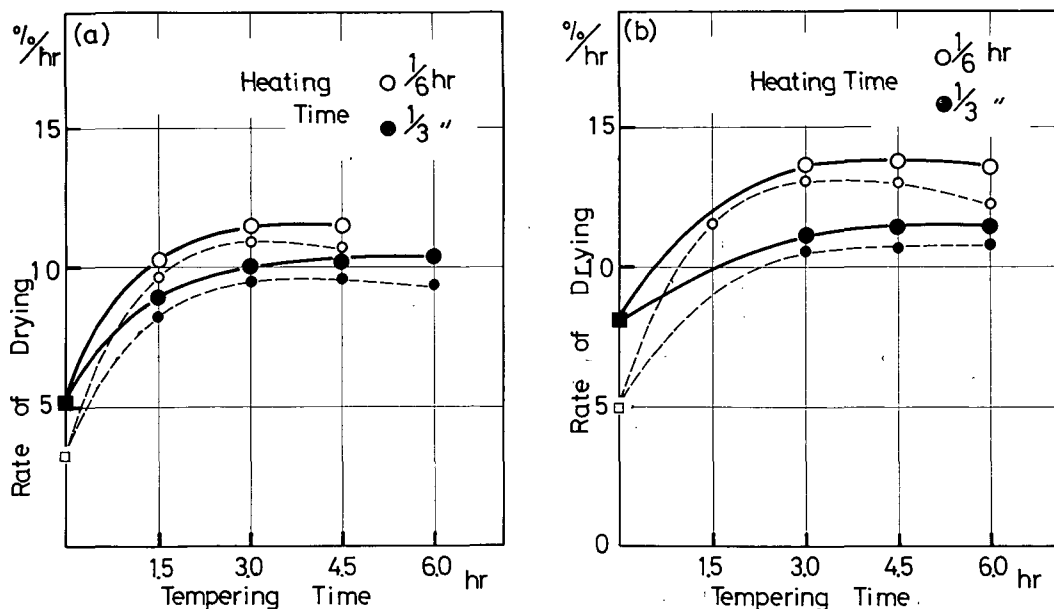 %/hr
(a)
Heating Time
○ 1/6 hr
● 1/3 〃
15
10
5
Rate of Drying
1.5 3.0 4.5 6.0 hr
Tempering Time
%/hr
(b)
Heating Time
○ 1/6 hr
● 1/3 〃
15
10
5
0
Rate of Drying
1.5 3.0 4.5 6.0 hr
Tempering Time